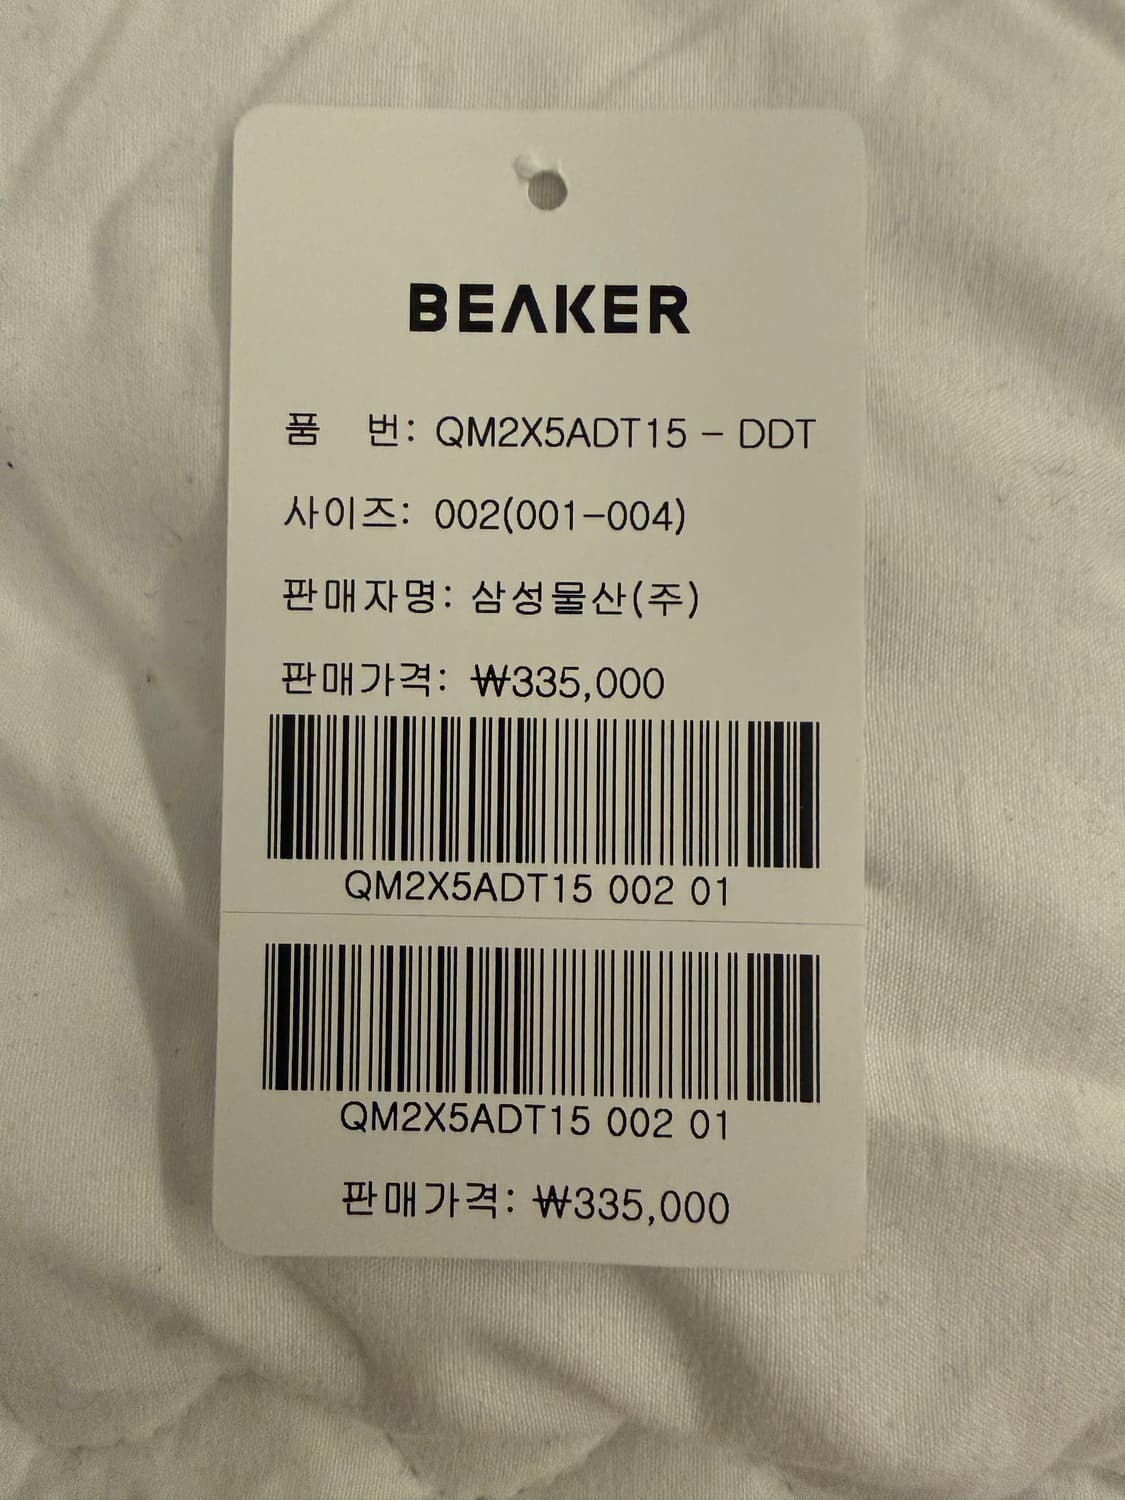 BEAKER
품 번: QM2X5ADT15 - DDT
사이즈: 002(001-004)
판매자명: 삼성물산(주)
판매가격: ₩335,000
QM2X5ADT15 002 01
QM2X5ADT15 002 01
판매가격: ₩335,000